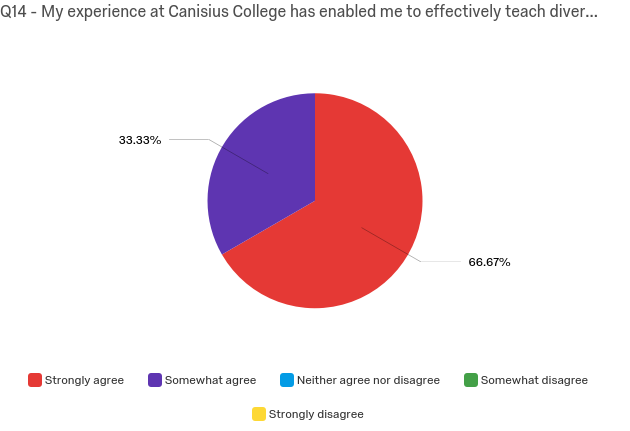 Q14 - My experience at Canisius College has enabled me to effectively teach diver...
33.33%
66.67%
Strongly agree
Somewhat agree
Neither agree nor disagree
Somewhat disagree
Strongly disagree